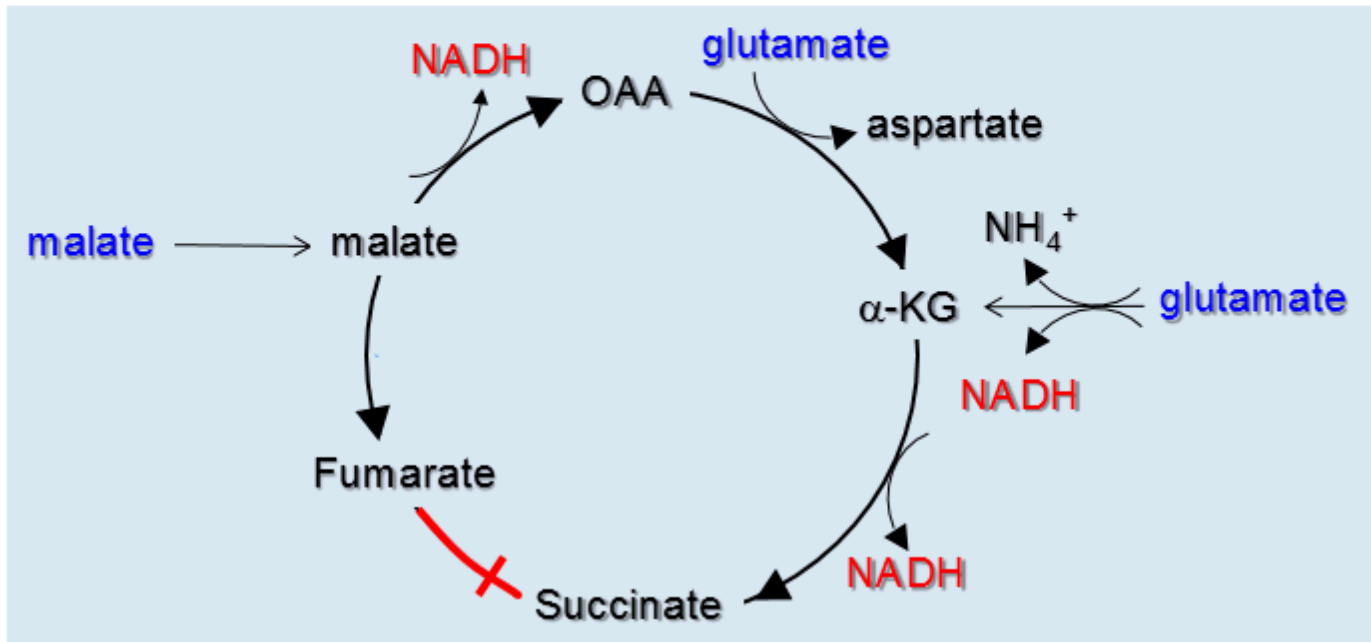 NADH
glutamate
OAA
aspartate
malate
malate
NH₄⁺
α-KG
glutamate
NADH
Fumarate
NADH
Succinate